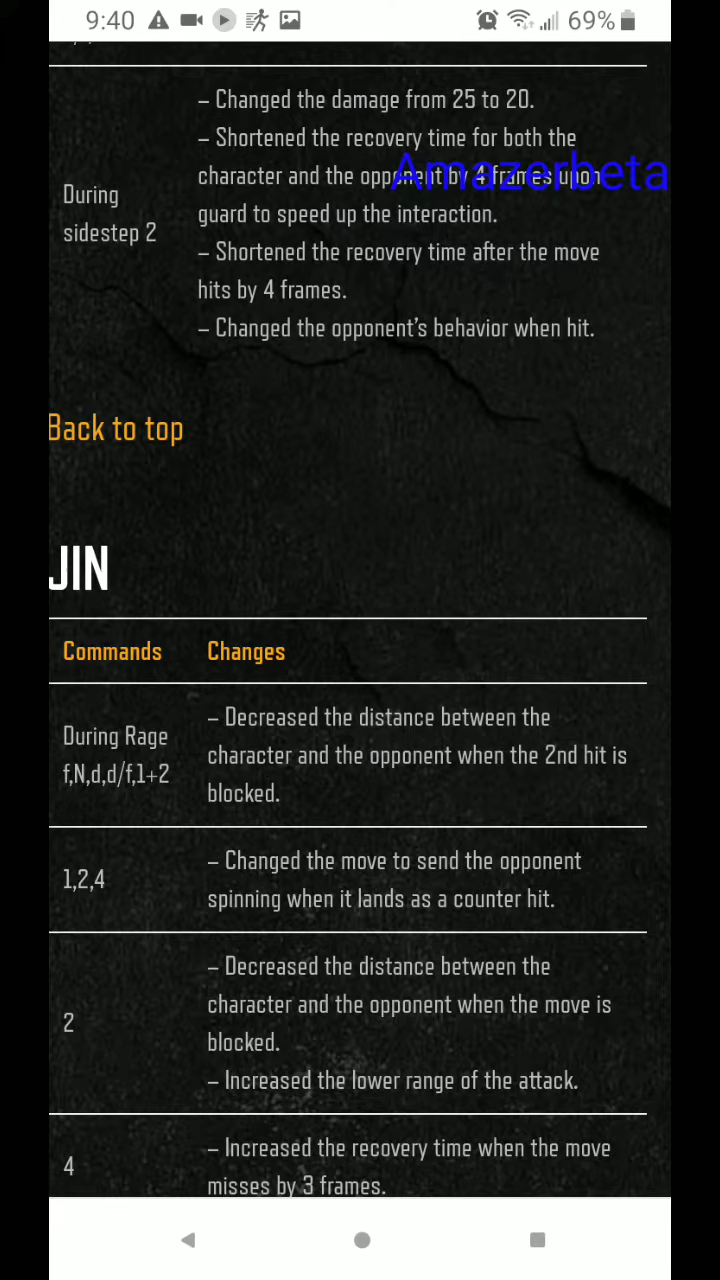 9:40 69%
– Changed the damage from 25 to 20.
– Shortened the recovery time for both the
character and the opponent by 4 frames upon
guard to speed up the interaction.
– Shortened the recovery time after the move
hits by 4 frames.
– Changed the opponent’s behavior when hit.
During
sidestep 2
Amazerbeta
Back to top
JIN
Commands Changes
During Rage
f,N,d,d/f,1+2
– Decreased the distance between the
character and the opponent when the 2nd hit is
blocked.
1,2,4
– Changed the move to send the opponent
spinning when it lands as a counter hit.
2
– Decreased the distance between the
character and the opponent when the move is
blocked.
– Increased the lower range of the attack.
4
– Increased the recovery time when the move
misses by 3 frames.